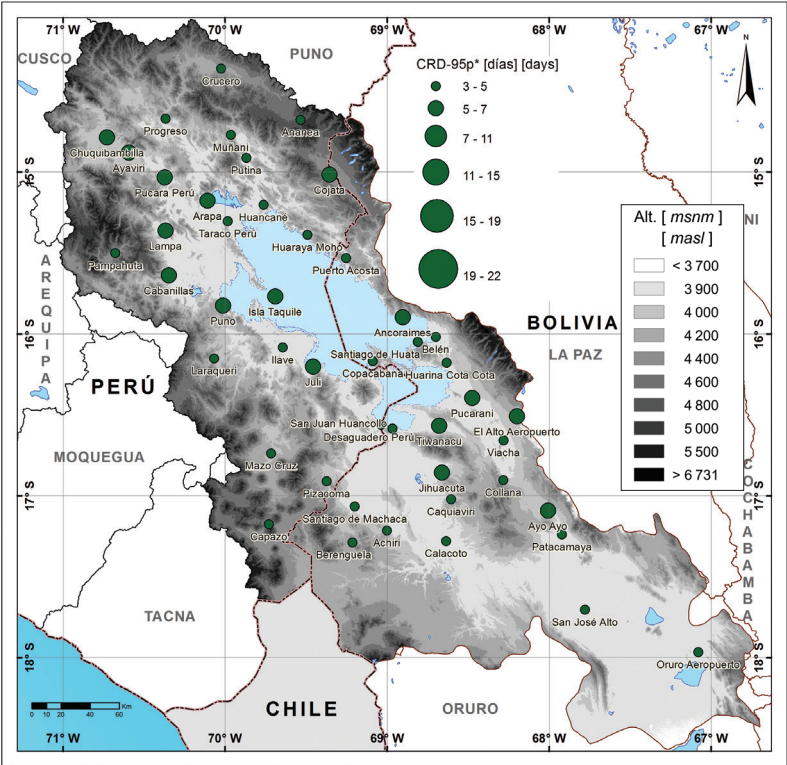 71° W
70° W
69° W
68° W
67° W
CUSCO
PUNO
N
CRD-95p* [días] [days]
3 - 5
5 - 7
7 - 11
11 - 15
15 - 19
19 - 22
Crucero
Progreso
Ananea
Muñani
Chuquibambilla
Ayaviri
Putina
15° S
15° S
Pucara Perú
Cojata
Arapa
Huancané
Taraco Perú
Lampa
Huaraya Moho
Pampahuta
Puerto Acosta
Cabanillas
Isla Taquile
Puno
AREQUIPA
Alt. [ msnm ]
[ masl ]
< 3 700
3 900
4 000
4 200
4 400
4 600
4 800
5 000
5 500
> 6 731
NI
BOLIVIA
LA PAZ
16° S
Ancoraimes
Belén
Santiago de Huata
Ilave
Laraqueri
Copacabana
Huarina Cota Cota
Juli
PERÚ
Pucarani
San Juan Huancollo
El Alto Aeropuerto
Desaguadero Perú
Tiwanacu
Viacha
MOQUEGUA
Mazo Cruz
COCHABAMBA
17° S
17° S
Pizacoma
Jihuacuta
Collana
Caquiaviri
Santiago de Machaca
Ayo Ayo
Capazo
Achiri
Patacamaya
Berenguela
Calacoto
TACNA
San José Alto
18° S
18° S
Oruro Aeropuerto
CHILE
ORURO
0
10
20
40
60
Km
71° W
70° W
69° W
68° W
67° W